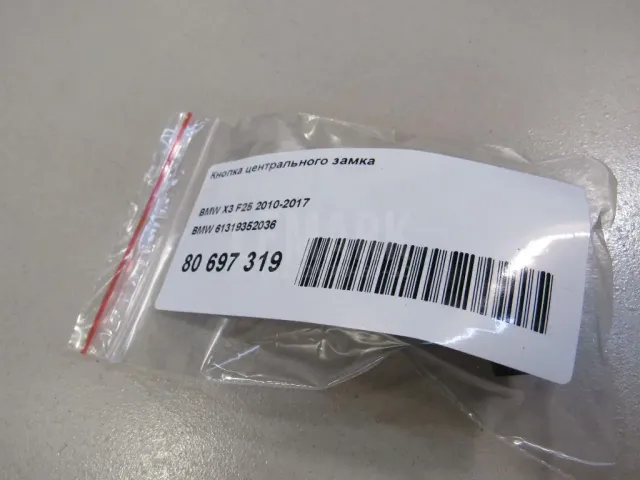 Кнопка центрального замка
BMW X3 F25 2010-2017
BMW 61319352036
80 697 319